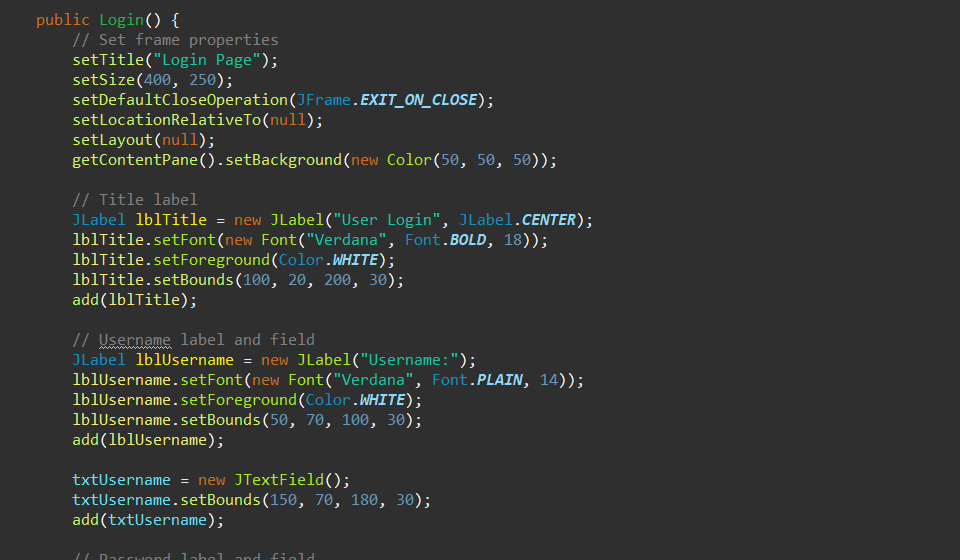 public Login() {
// Set frame properties
setTitle("Login Page");
setSize(400, 250);
setDefaultCloseOperation(JFrame.EXIT_ON_CLOSE);
setLocationRelativeTo(null);
setLayout(null);
getContentPane().setBackground(new Color(50, 50, 50));
// Title label
JLabel lblTitle = new JLabel("User Login", JLabel.CENTER);
lblTitle.setFont(new Font("Verdana", Font.BOLD, 18));
lblTitle.setForeground(Color.WHITE);
lblTitle.setBounds(100, 20, 200, 30);
add(lblTitle);
// Username label and field
JLabel lblUsername = new JLabel("Username:");
lblUsername.setFont(new Font("Verdana", Font.PLAIN, 14));
lblUsername.setForeground(Color.WHITE);
lblUsername.setBounds(50, 70, 100, 30);
add(lblUsername);
txtUsername = new JTextField();
txtUsername.setBounds(150, 70, 180, 30);
add(txtUsername);
// Password label and field